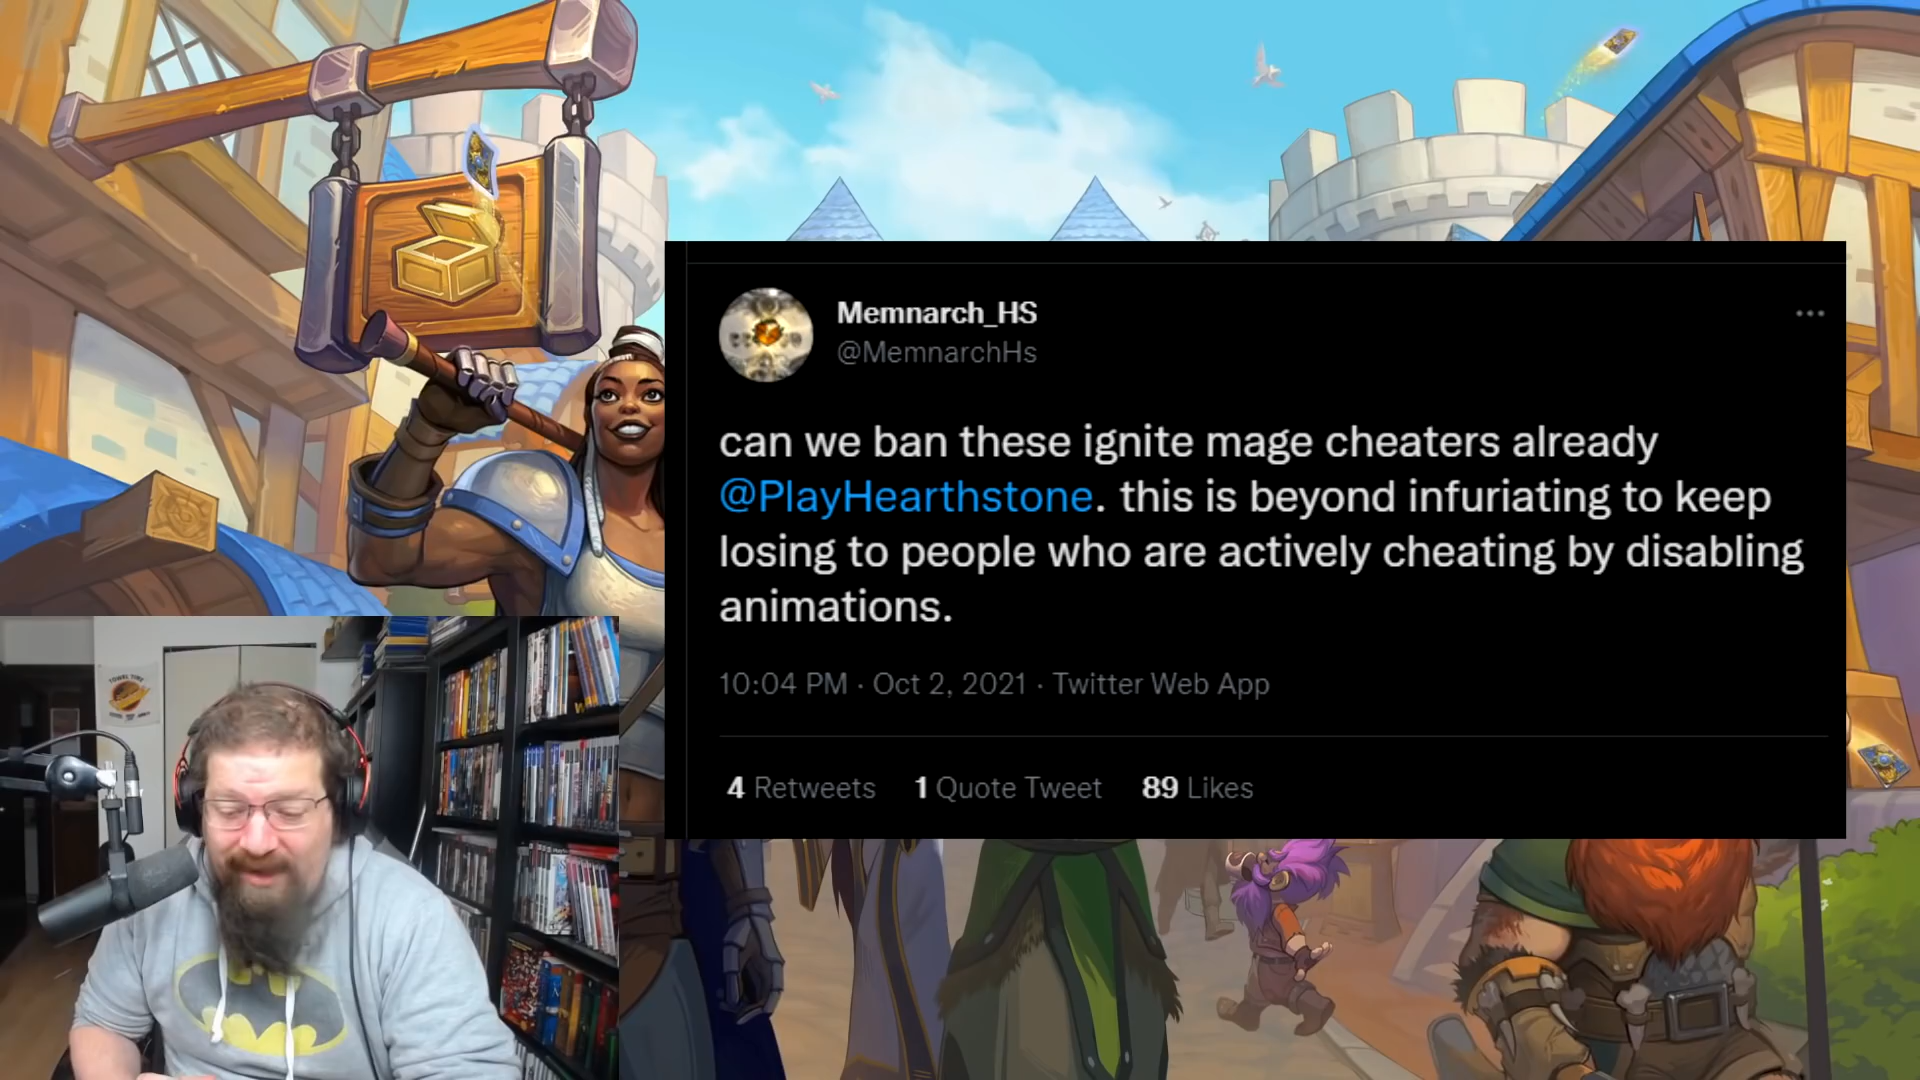 Memnarch_HS
@MemnarchHs
can we ban these ignite mage cheaters already
@PlayHearthstone. this is beyond infuriating to keep
losing to people who are actively cheating by disabling
animations.
10:04 PM · Oct 2, 2021 · Twitter Web App
4 Retweets 1 Quote Tweet 89 Likes